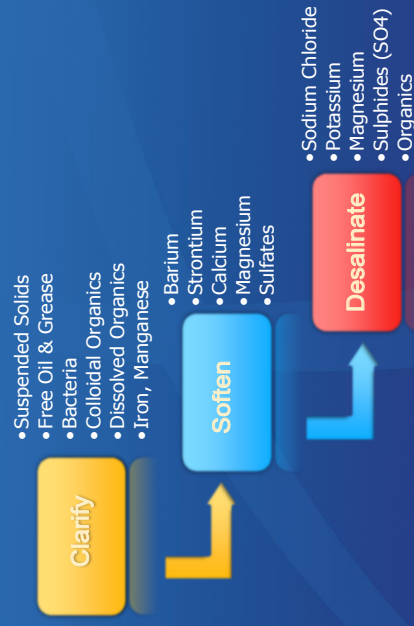 Clarify
•Suspended Solids
•Free Oil & Grease
•Bacteria
•Colloidal Organics
•Dissolved Organics
•Iron, Manganese
Soften
•Barium
•Strontium
•Calcium
•Magnesium
•Sulfates
Desalinate
•Sodium Chloride
•Potassium
•Magnesium
•Sulphides (SO4)
•Organics